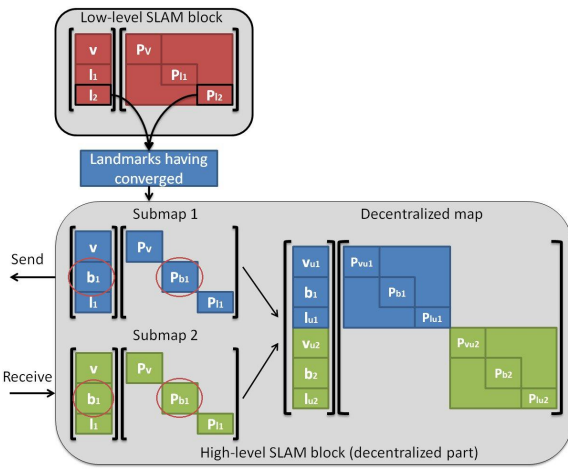 Low-level SLAM block
v
Pv
l1
Pl1
l2
Pl2
Landmarks having
converged
Submap 1
Decentralized map
Send
v
Pv
b1
Pb1
l1
Pl1
vu1
Pvu1
b1
Pb1
lu1
Plu1
Submap 2
Receive
v
Pv
b1
Pb1
l1
Pl1
vu2
Pvu2
b2
Pb2
lu2
Plu2
High-level SLAM block (decentralized part)